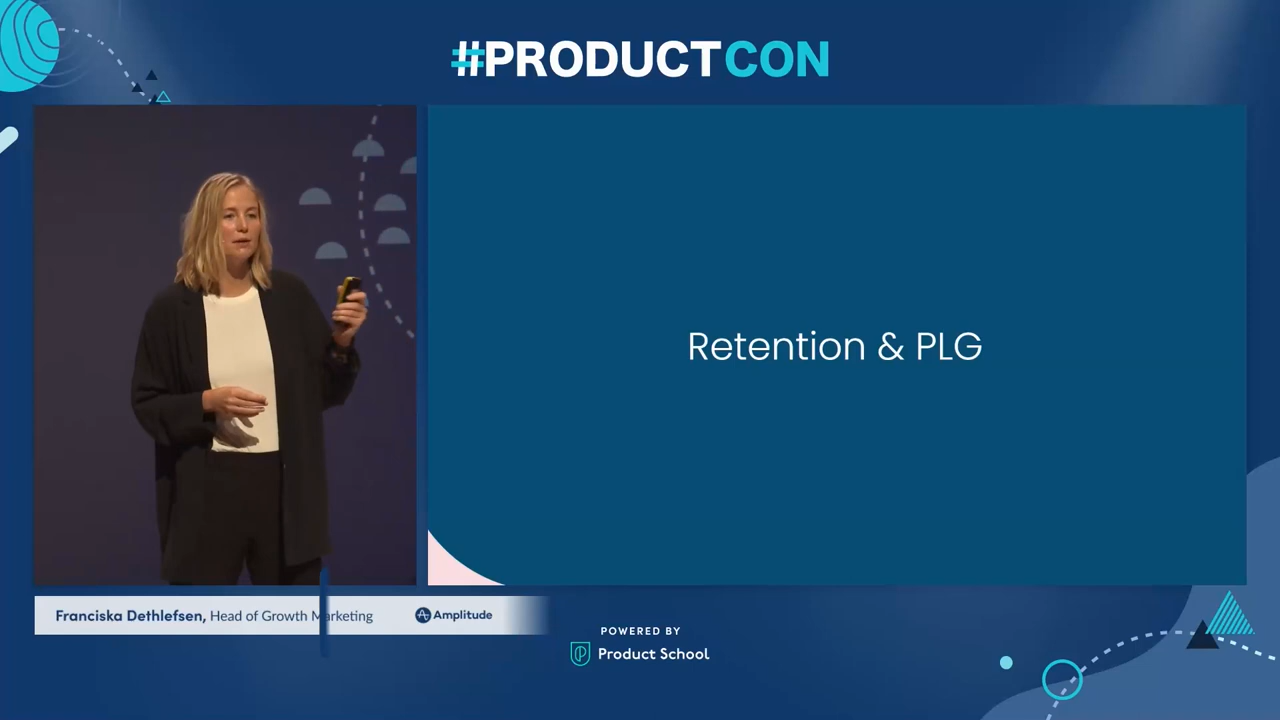 #PRODUCTCON
Retention & PLG
Franciska Dethlefsen, Head of Growth Marketing
Amplitude
POWERED BY
Product School